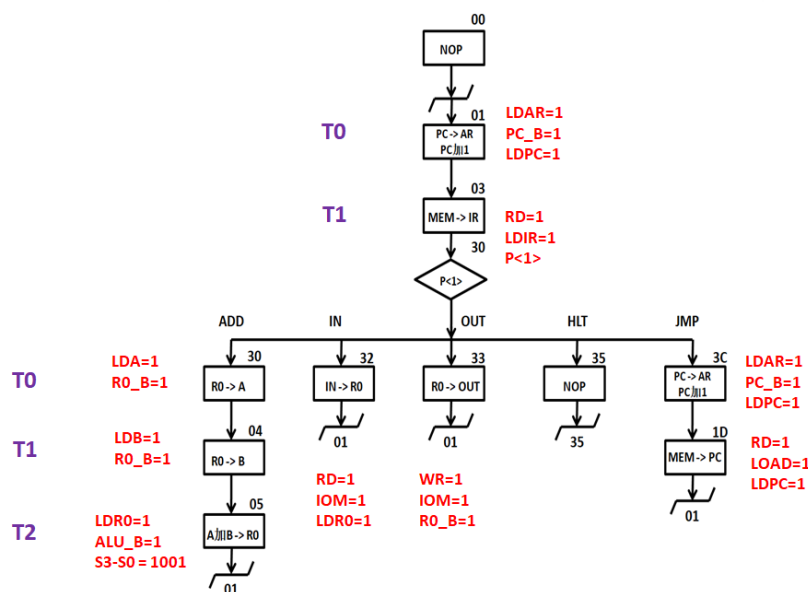 00
NOP
01
T0
PC->AR
PC加1
LDAR=1
PC_B=1
LDPC=1
03
T1
MEM->IR
RD=1
LDIR=1
P<1>
30
P<1>
ADD
IN
OUT
HLT
JMP
T0
LDA=1
R0_B=1
30
R0->A
32
IN->R0
01
33
R0->OUT
01
35
NOP
35
3C
PC->AR
PC加1
LDAR=1
PC_B=1
LDPC=1
T1
LDB=1
R0_B=1
04
R0->B
RD=1
IOM=1
LDR0=1
WR=1
IOM=1
R0_B=1
1D
MEM->PC
01
RD=1
LOAD=1
LDPC=1
T2
LDR0=1
ALU_B=1
S3-S0 = 1001
05
A加B->R0
01